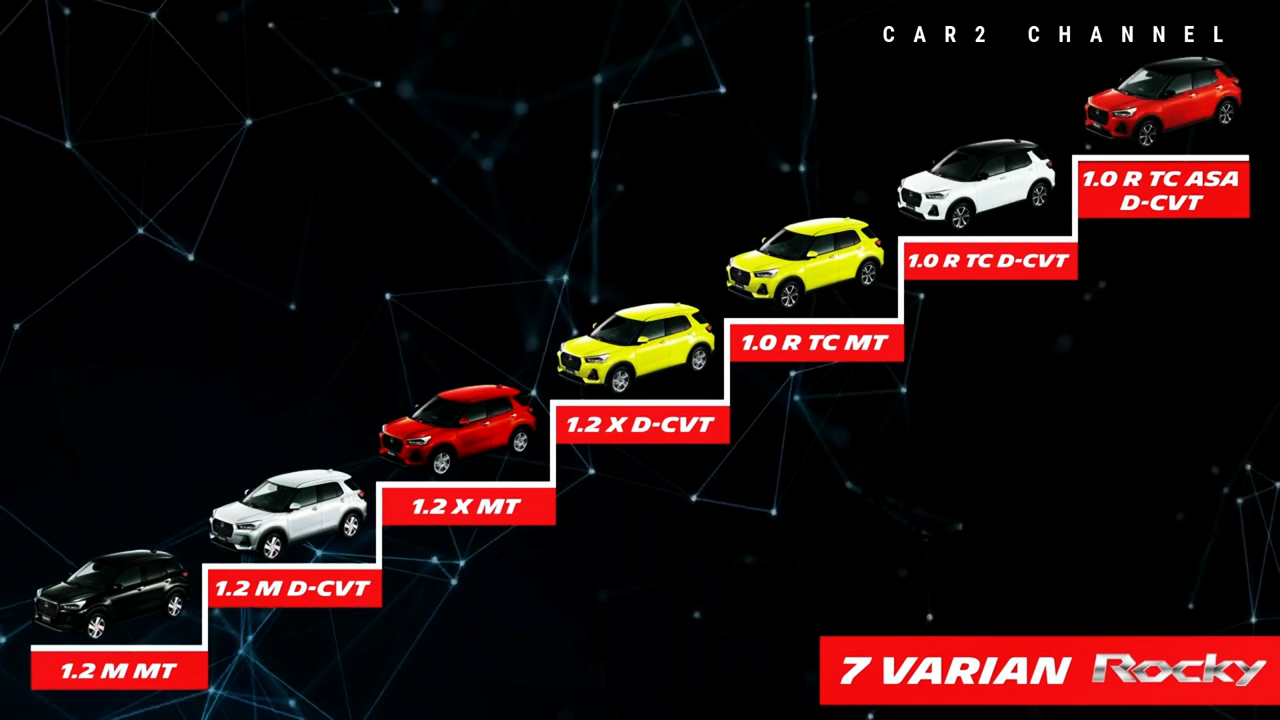 CAR2 CHANNEL
1.0 R TC ASA
D-CVT
1.0 R TC D-CVT
1.0 R TC MT
1.2 X D-CVT
1.2 X MT
1.2 M D-CVT
1.2 M MT
7 VARIAN Rocky